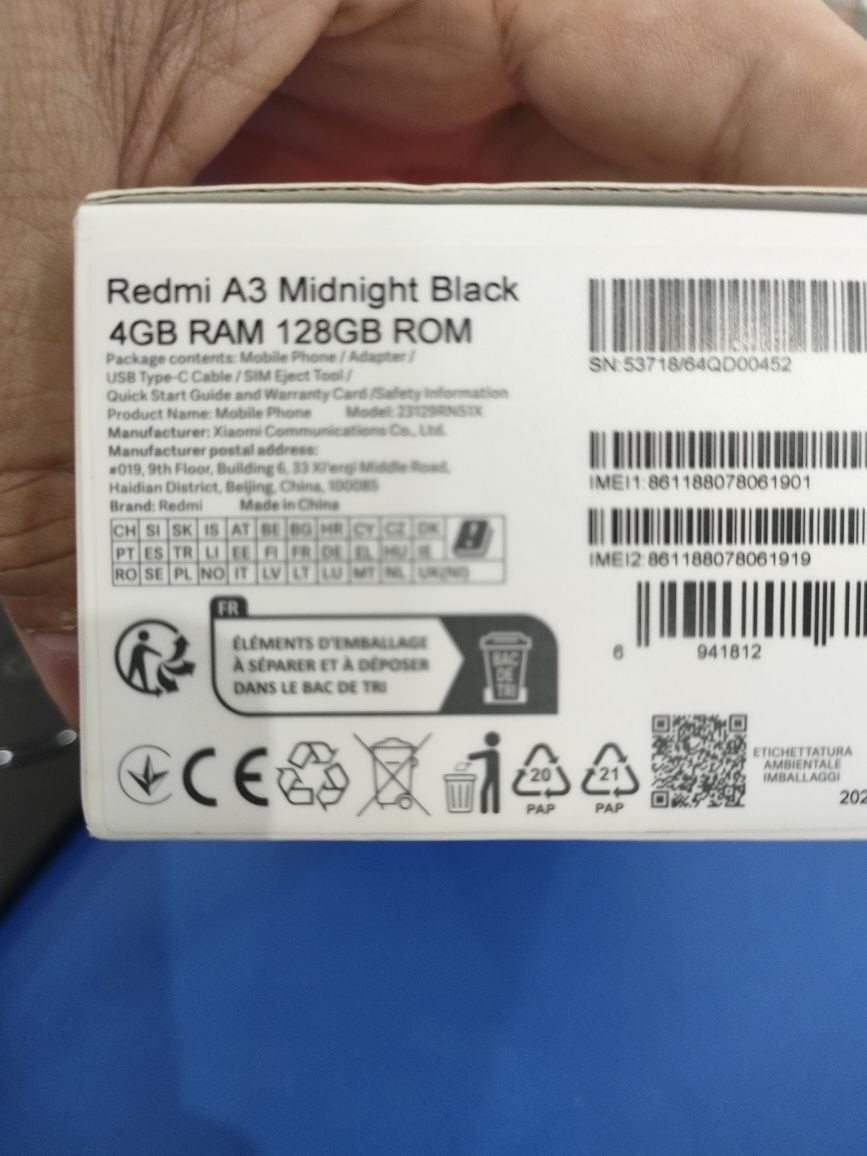 Redmi A3 Midnight Black
4GB RAM 128GB ROM
Package contents: Mobile Phone / Adapter /
USB Type-C Cable / SIM Eject Tool /
Quick Start Guide and Warranty Card /Safety Information
Product Name: Mobile Phone Model: 23129RN51X
Manufacturer: Xiaomi Communications Co., Ltd.
Manufacturer postal address:
#019, 9th Floor, Building 6, 33 Xi'erqi Middle Road,
Haidian District, Beijing, China, 100085
Brand: Redmi Made in China
CH SI SK IS AT BE BG HR CY CZ DK
PT ES TR LI EE FI FR DE EL HU IE
RO SE PL NO IT LV LT LU MT NL UK(NI)
FR
ÉLÉMENTS D'EMBALLAGE
À SÉPARER ET À DÉPOSER
DANS LE BAC DE TRI
BAC
DE
TRI
CE
20
PAP
21
PAP
SN: 53718/64QD00452
IMEI1: 861188078061901
IMEI2: 861188078061919
6 941812
ETICHETTATURA
AMBIENTALE
IMBALLAGGI
202